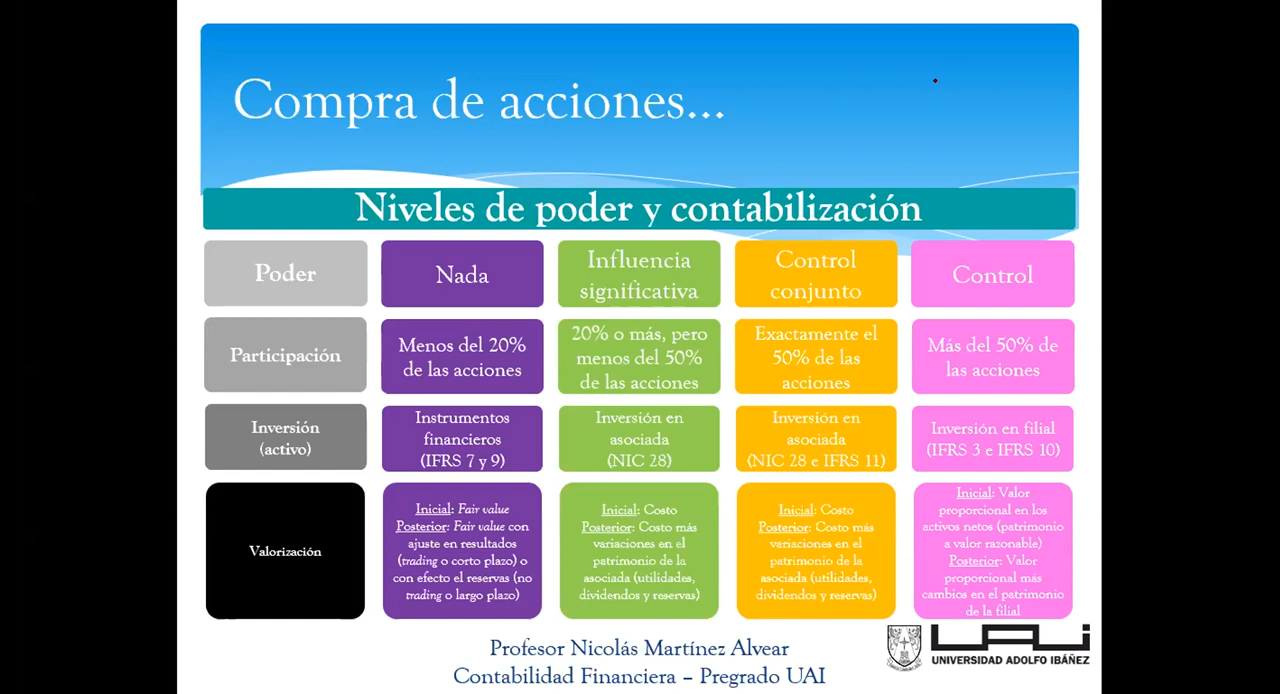 Compra de acciones...
Niveles de poder y contabilización
Poder
Nada
Influencia
significativa
Control
conjunto
Control
Participación
Menos del 20%
de las acciones
20% o más, pero
menos del 50%
de las acciones
Exactamente el
50% de las
acciones
Más del 50% de
las acciones
Inversión
(activo)
Instrumentos
financieros
(IFRS 7 y 9)
Inversión en
asociada
(NIC 28)
Inversión en
asociada
(NIC 28 e IFRS 11)
Inversión en filial
(IFRS 3 e IFRS 10)
Valorización
Inicial: Fair value
Posterior: Fair value con
ajuste en resultados
(trading o corto plazo) o
con efecto el reservas (no
trading o largo plazo)
Inicial: Costo
Posterior: Costo más
variaciones en el
patrimonio de la
asociada (utilidades,
dividendos y reservas)
Inicial: Costo
Posterior: Costo más
variaciones en el
patrimonio de la
asociada (utilidades,
dividendos y reservas)
Inicial: Valor
proporcional en los
activos netos (patrimonio
a valor razonable)
Posterior: Valor
proporcional más
cambios en el patrimonio
de la filial
Profesor Nicolás Martínez Alvear
Contabilidad Financiera – Pregrado UAI
UAI
UNIVERSIDAD ADOLFO IBÁÑEZ